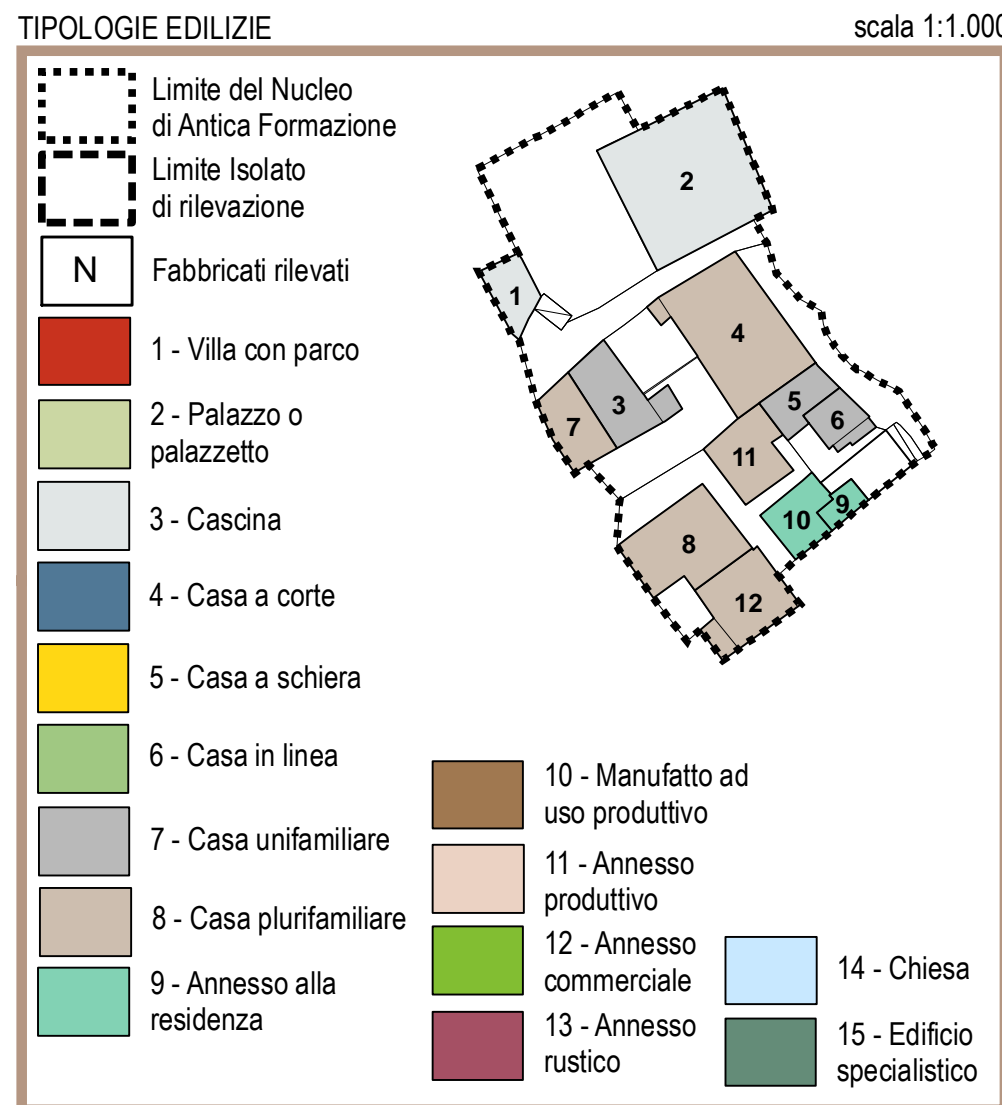 TIPOLOGIE EDILIZIE
scala 1:1.000
Limite del Nucleo
di Antica Formazione
Limite Isolato
di rilevazione
N
Fabbricati rilevati
1 - Villa con parco
2 - Palazzo o
palazzetto
3 - Cascina
4 - Casa a corte
5 - Casa a schiera
6 - Casa in linea
7 - Casa unifamiliare
8 - Casa plurifamiliare
9 - Annesso alla
residenza
10 - Manufatto ad
uso produttivo
11 - Annesso
produttivo
12 - Annesso
commerciale
13 - Annesso
rustico
14 - Chiesa
15 - Edificio
specialistico
2
1
4
3
7
5
6
11
10
9
8
12